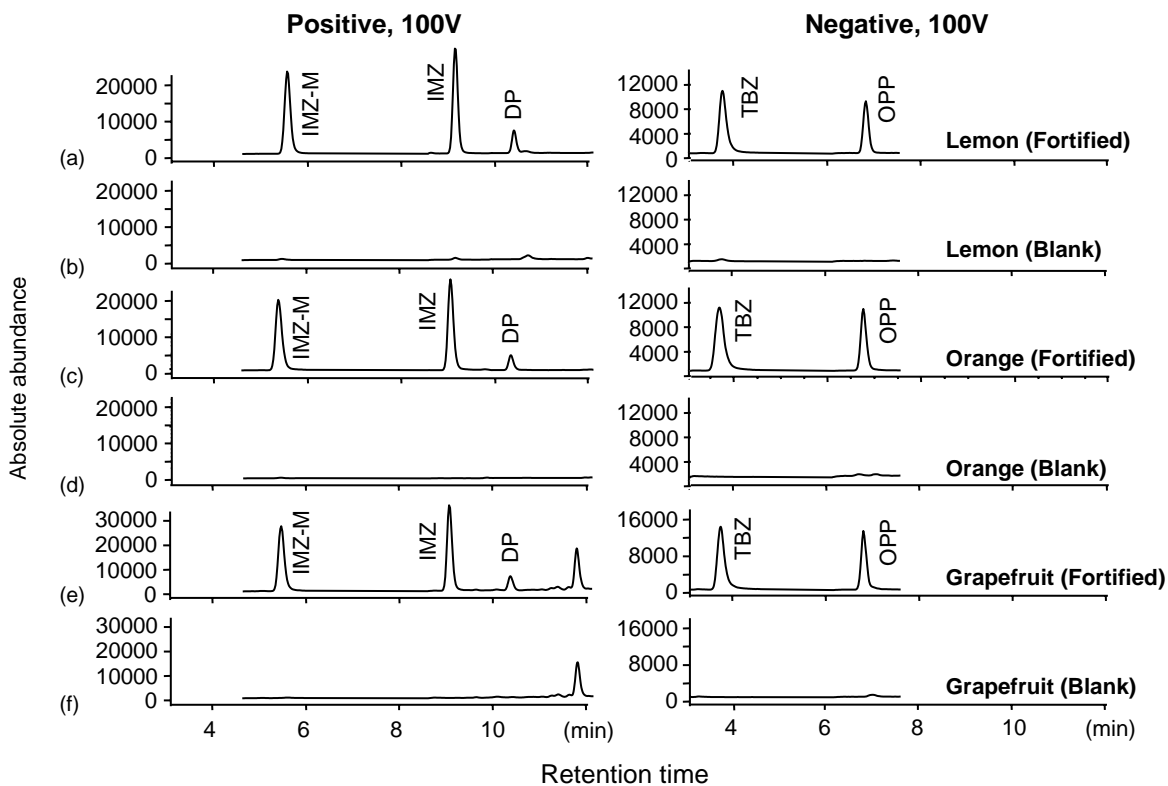 Positive, 100V
Negative, 100V
Absolute abundance
(a)
20000
10000
0
IMZ-M
IMZ
DP
12000
8000
4000
0
TBZ
OPP
Lemon (Fortified)
(b)
20000
10000
0
12000
8000
4000
Lemon (Blank)
(c)
20000
10000
0
IMZ-M
IMZ
DP
12000
8000
4000
TBZ
OPP
Orange (Fortified)
(d)
20000
10000
0
12000
8000
4000
Orange (Blank)
(e)
30000
20000
10000
0
IMZ-M
IMZ
DP
16000
8000
0
TBZ
OPP
Grapefruit (Fortified)
(f)
30000
20000
10000
0
16000
8000
0
Grapefruit (Blank)
4 6 8 10 (min)
4 6 8 10 (min)
Retention time